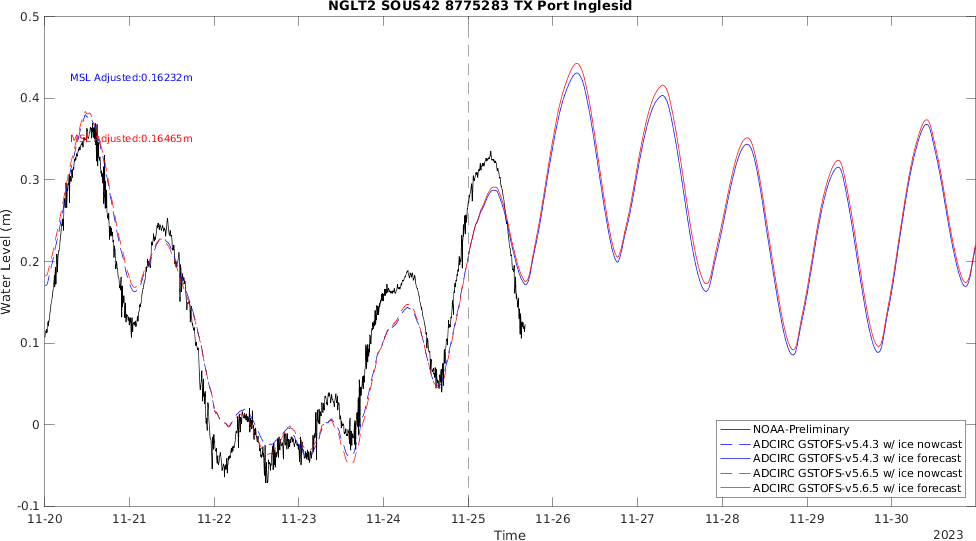 NGLT2 SOUS42 8775283 TX Port Inglesid
0.5
MSL Adjusted:0.16232m
0.4
MSL Adjusted:0.16465m
0.3
Water Level (m)
0.2
0.1
0
-0.1
NOAA-Preliminary
ADCIRC GSTOFS-v5.4.3 w/ ice nowcast
ADCIRC GSTOFS-v5.4.3 w/ ice forecast
ADCIRC GSTOFS-v5.6.5 w/ ice nowcast
ADCIRC GSTOFS-v5.6.5 w/ ice forecast
11-20 11-21 11-22 11-23 11-24 11-25 11-26 11-27 11-28 11-29 11-30
Time
2023